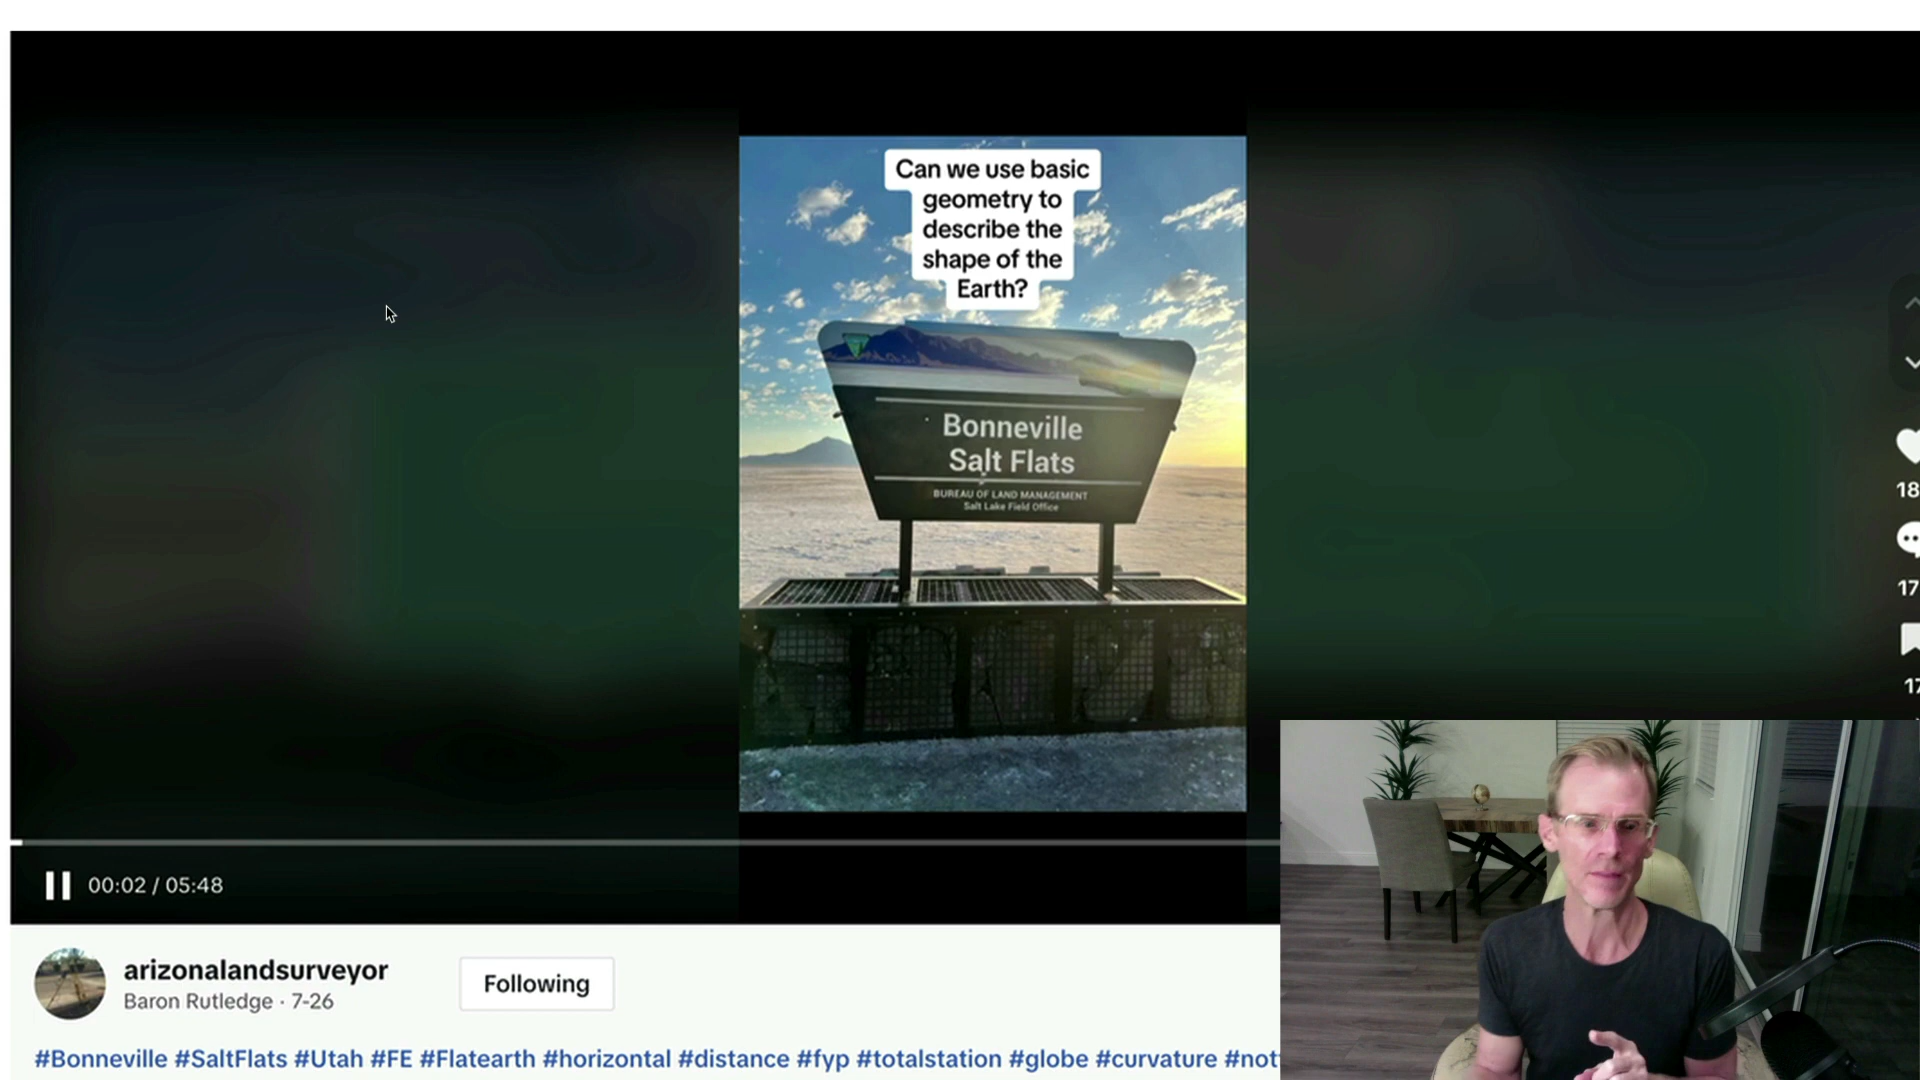 Can we use basic
geometry to
describe the
shape of the
Earth?
Bonneville
Salt Flats
BUREAU OF LAND MANAGEMENT
Salt Lake Field Office
18
17
17
00:02 / 05:48
arizonalandsurveyor
Baron Rutledge · 7-26
Following
#Bonneville #SaltFlats #Utah #FE #Flatearth #horizontal #distance #fyp #totalstation #globe #curvature #not